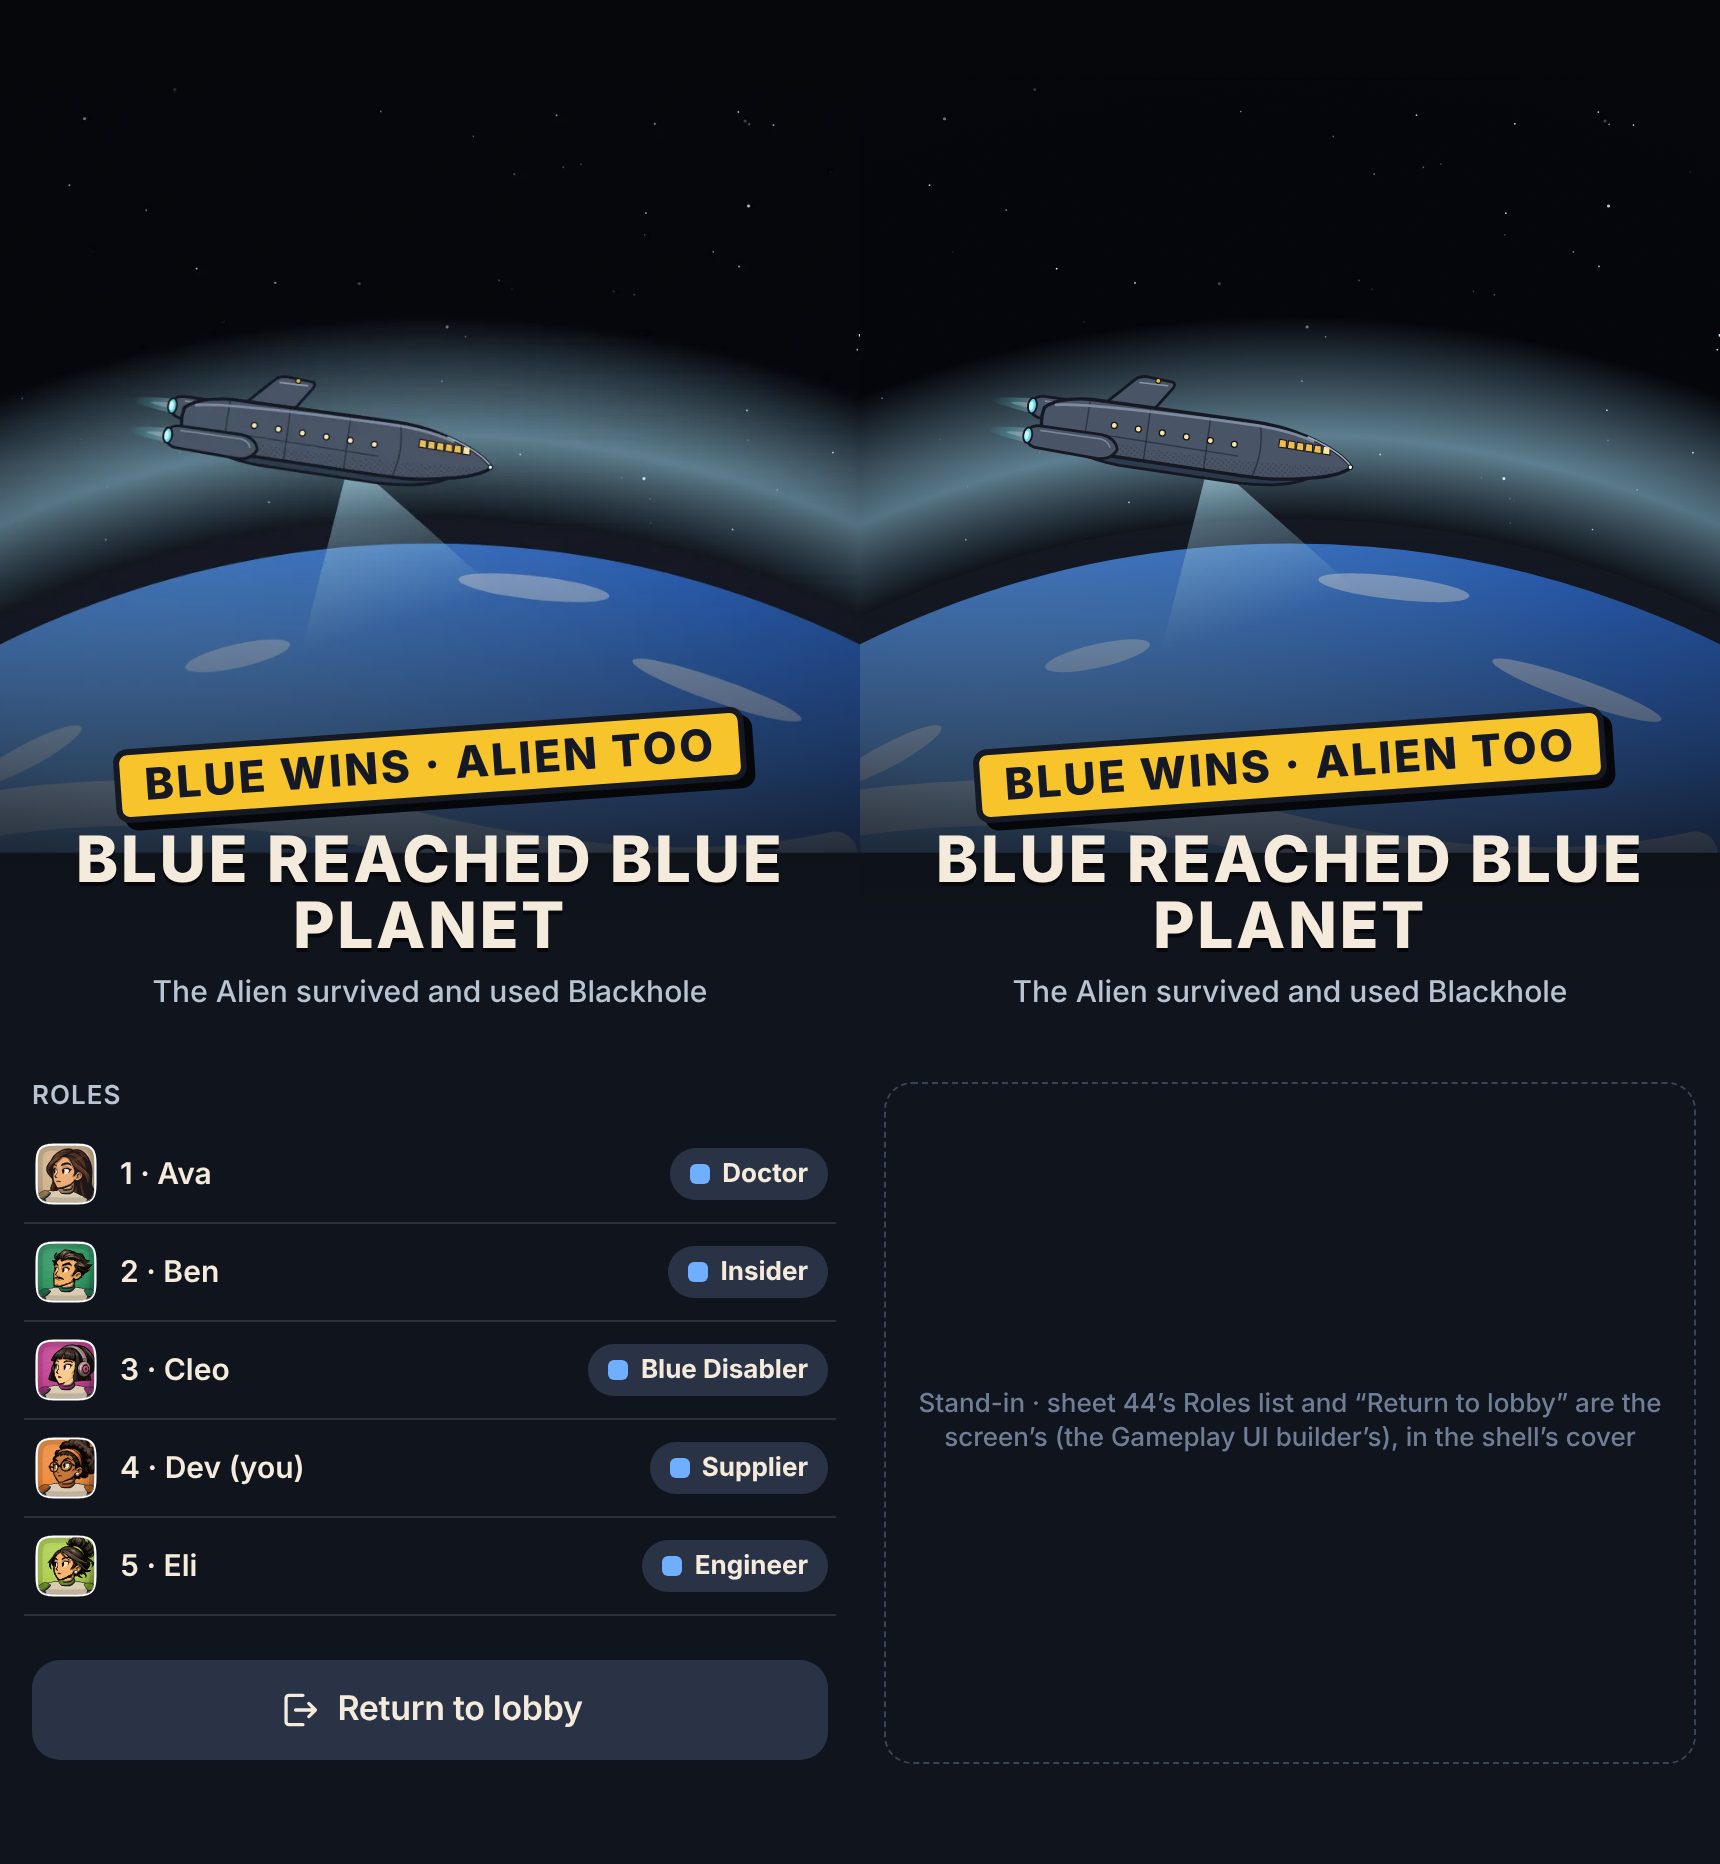 BLUE WINS · ALIEN TOO
BLUE REACHED BLUE
PLANET
The Alien survived and used Blackhole
ROLES
1 · Ava
Doctor
2 · Ben
Insider
3 · Cleo
Blue Disabler
4 · Dev (you)
Supplier
5 · Eli
Engineer
Return to lobby
BLUE WINS · ALIEN TOO
BLUE REACHED BLUE
PLANET
The Alien survived and used Blackhole
Stand-in · sheet 44’s Roles list and “Return to lobby” are the
screen’s (the Gameplay UI builder’s), in the shell’s cover